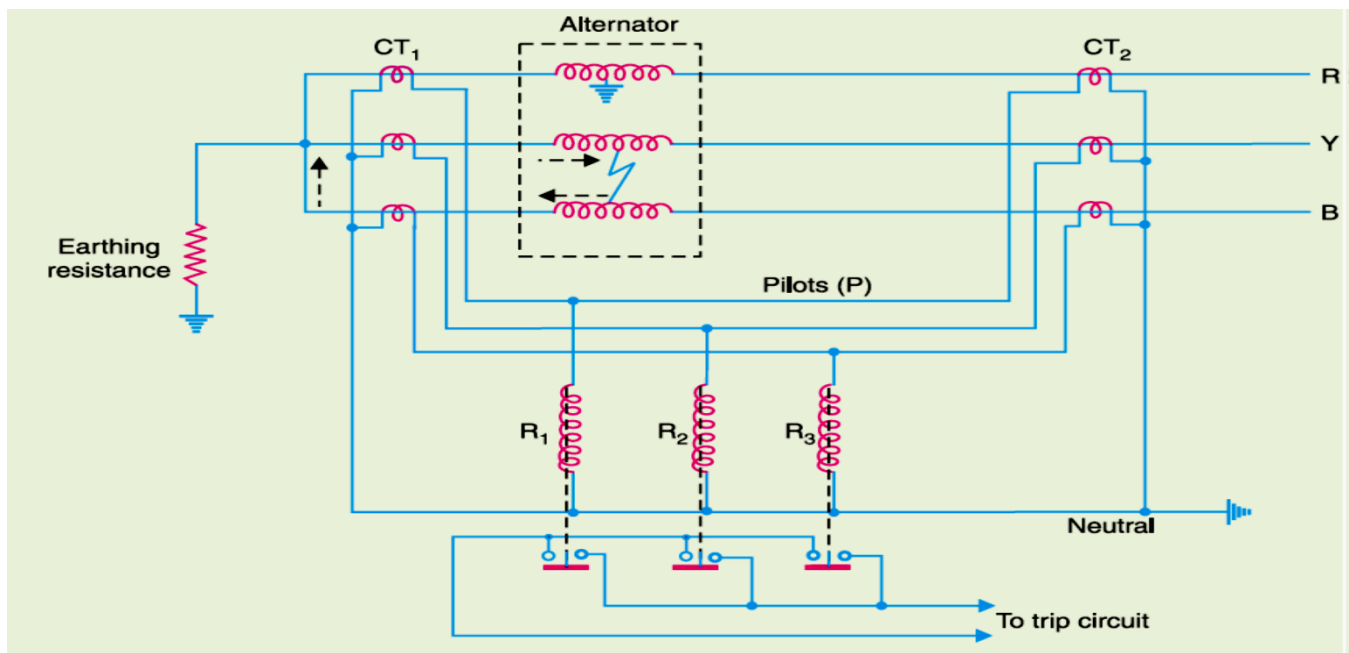 Alternator
CT₁
CT₂
R
Y
B
Earthing
resistance
Pilots (P)
R₁
R₂
R₃
Neutral
To trip circuit